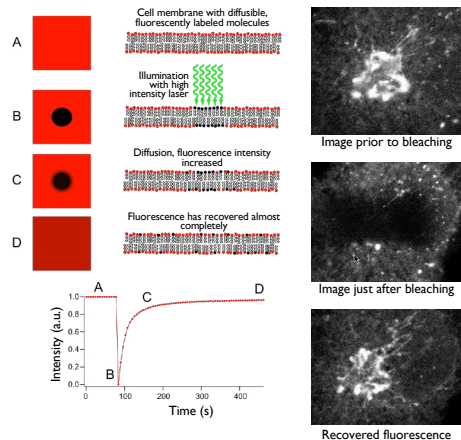 Cell membrane with diffusible,
fluorescently labeled molecules
A
Illumination
with high
intensity laser
B
Image prior to bleaching
Diffusion, fluorescence intensity
increased
C
Fluorescence has recovered almost
completely
D
Image just after bleaching
A
C
D
B
Intensity (a.u.)
1.0
0.8
0.6
0.4
0.2
0.0
0
100
200
300
400
Time (s)
Recovered fluorescence